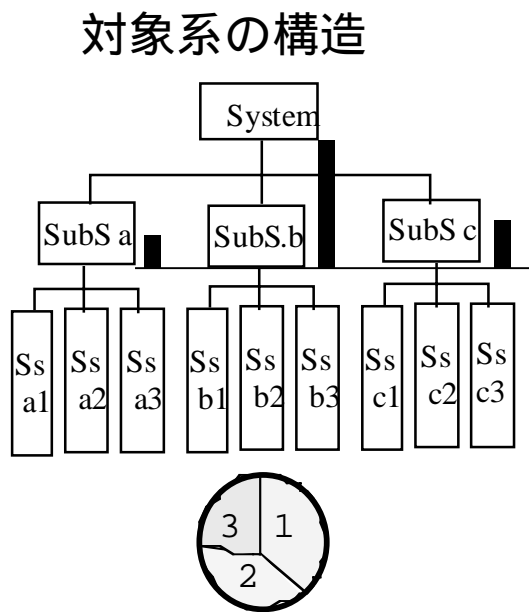 対象系の構造
System
SubS a
SubS.b
SubS c
Ss
a1
Ss
a2
Ss
a3
Ss
b1
Ss
b2
Ss
b3
Ss
c1
Ss
c2
Ss
c3
3
1
2